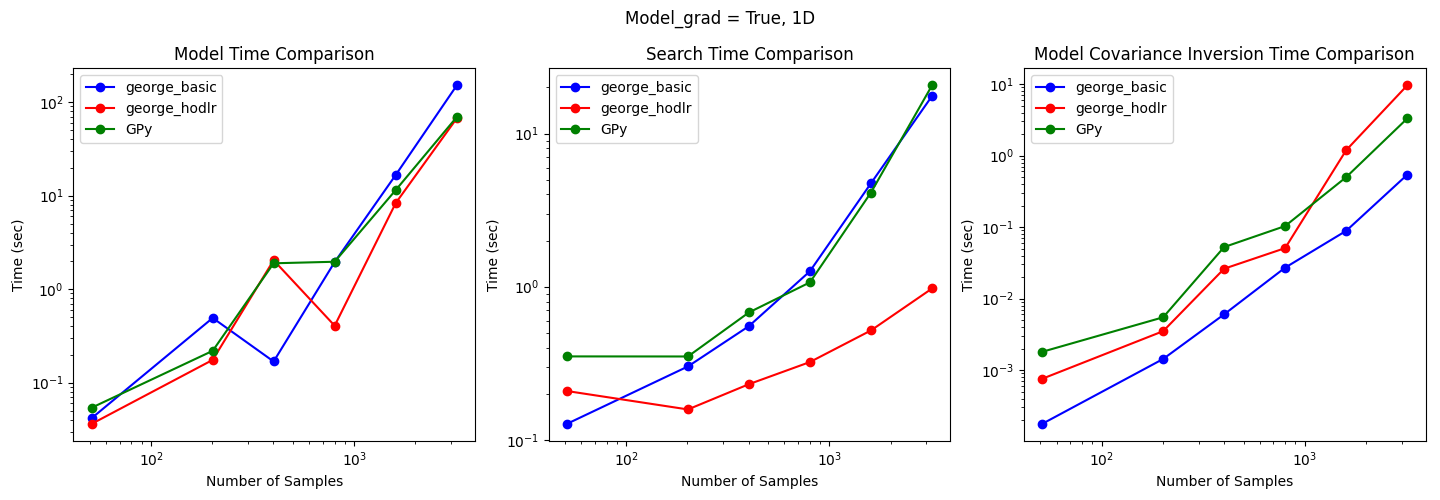 Model_grad = True, 1D
Model Time Comparison
george_basic
george_hodlr
GPy
10²
10¹
10⁰
10⁻¹
Time (sec)
10²
10³
Number of Samples
Search Time Comparison
george_basic
george_hodlr
GPy
10¹
10⁰
10⁻¹
Time (sec)
10²
10³
Number of Samples
Model Covariance Inversion Time Comparison
george_basic
george_hodlr
GPy
10¹
10⁰
10⁻¹
10⁻²
10⁻³
Time (sec)
10²
10³
Number of Samples